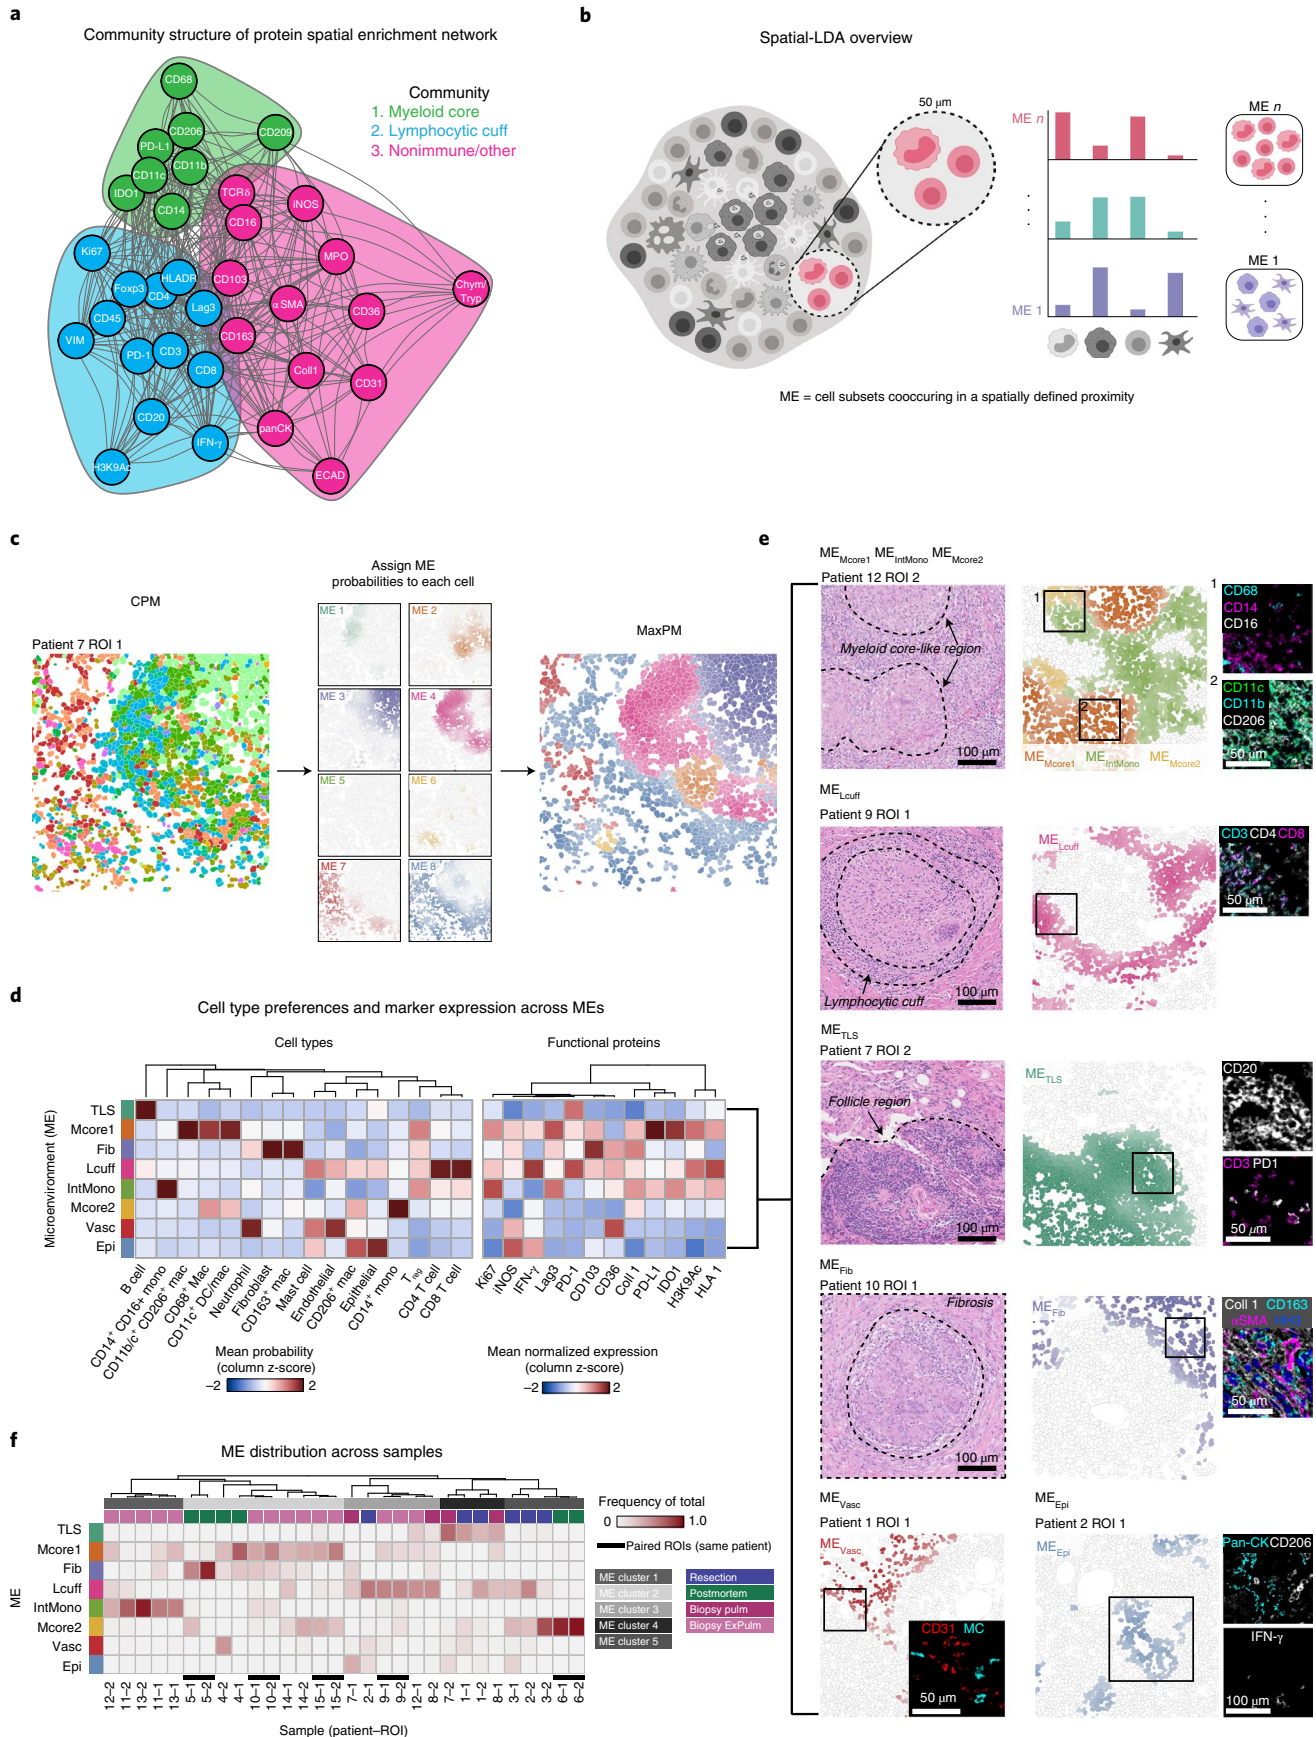 a
Community structure of protein spatial enrichment network
Community
1. Myeloid core
2. Lymphocytic cuff
3. Nonimmune/other
CD68
CD206
CD209
PD-L1
CD11b
CD11c
IDO1
CD14
TCRδ
CD16
iNOS
Ki67
MPO
HLADR
CD103
Foxp3
CD4
Chym/
Tryp
Lag3
αSMA
CD36
CD45
CD163
VIM
PD-1
CD3
CD8
Coll1
CD31
CD20
panCK
IFN-γ
H3K9Ac
ECAD
b
Spatial-LDA overview
50 μm
ME n
ME 1
ME n
ME 1
ME = cell subsets cooccuring in a spatially defined proximity
c
CPM
Patient 7 ROI 1
Assign ME
probabilities to each cell
ME 1
ME 2
ME 3
ME 4
ME 5
ME 6
ME 7
ME 8
MaxPM
d
Cell type preferences and marker expression across MEs
Cell types
Functional proteins
Microenvironment (ME)
TLS
Mcore1
Fib
Lcuff
IntMono
Mcore2
Vasc
Epi
B cell
CD14+ CD16+ mono
CD11b/c+ CD206+ mac
CD68+ Mac
CD11c+ DC/mac
Neutrophil
Fibroblast
CD163+ mac
Mast cell
Endothelial
CD206+ mac
Epithelial
CD14+ mono
Treg
CD4 T cell
CD8 T cell
Ki67
iNOS
IFN-γ
Lag3
PD-1
CD103
CD36
Coll 1
PD-L1
IDO1
H3K9Ac
HLA 1
Mean probability
(column z-score)
–2
2
Mean normalized expression
(column z-score)
–2
2
e
MEMcore1 MEIntMono MEMcore2
Patient 12 ROI 2
Myeloid core-like region
100 μm
1
2
MEMcore1
MEIntMono
MEMcore2
1
CD68
CD14
CD16
2
CD11c
CD11b
CD206
50 μm
MELcuff
Patient 9 ROI 1
Lymphocytic cuff
100 μm
MELcuff
CD3 CD4 CD8
50 μm
METLS
Patient 7 ROI 2
Follicle region
100 μm
METLS
CD20
CD3 PD1
50 μm
MEFib
Patient 10 ROI 1
Fibrosis
100 μm
MEFib
Coll 1 CD163
αSMA HH3
50 μm
MEVasc
Patient 1 ROI 1
MEVasc
CD31 MC
50 μm
MEEpi
Patient 2 ROI 1
MEEpi
Pan-CK CD206
IFN-γ
100 μm
f
ME distribution across samples
ME
TLS
Mcore1
Fib
Lcuff
IntMono
Mcore2
Vasc
Epi
12–2
11–2
13–2
11–1
13–1
5–1
5–2
4–2
4–1
10–1
10–2
14–1
14–2
15–1
15–2
7–1
2–1
9–1
9–2
12–1
8–2
7–2
1–1
1–2
8–1
3–1
2–2
3–2
6–1
6–2
Sample (patient–ROI)
Frequency of total
0
1.0
Paired ROIs (same patient)
ME cluster 1
ME cluster 2
ME cluster 3
ME cluster 4
ME cluster 5
Resection
Postmortem
Biopsy pulm
Biopsy ExPulm